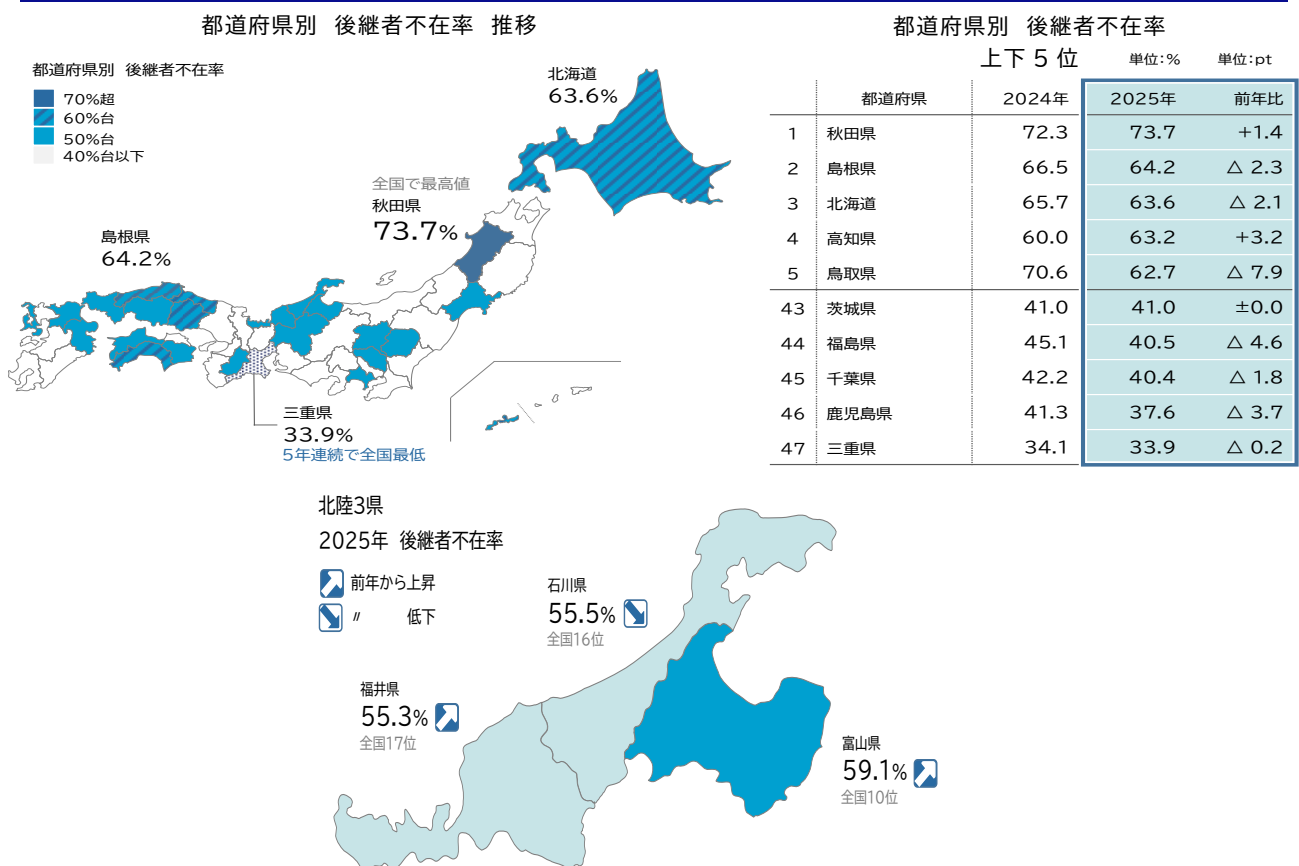 都道府県別 後継者不在率 推移
都道府県別 後継者不在率
70%超
60%台
50%台
40%台以下
北海道
63.6%
全国で最高値
秋田県
73.7%
島根県
64.2%
三重県
33.9%
5年連続で全国最低
都道府県別 後継者不在率
上下 5 位 単位:% 単位:pt
都道府県 2024年 2025年 前年比
1 秋田県 72.3 73.7 +1.4
2 島根県 66.5 64.2 △ 2.3
3 北海道 65.7 63.6 △ 2.1
4 高知県 60.0 63.2 +3.2
5 鳥取県 70.6 62.7 △ 7.9
43 茨城県 41.0 41.0 ±0.0
44 福島県 45.1 40.5 △ 4.6
45 千葉県 42.2 40.4 △ 1.8
46 鹿児島県 41.3 37.6 △ 3.7
47 三重県 34.1 33.9 △ 0.2
北陸3県
2025年 後継者不在率
前年から上昇
〃 低下
石川県
55.5%
全国16位
福井県
55.3%
全国17位
富山県
59.1%
全国10位